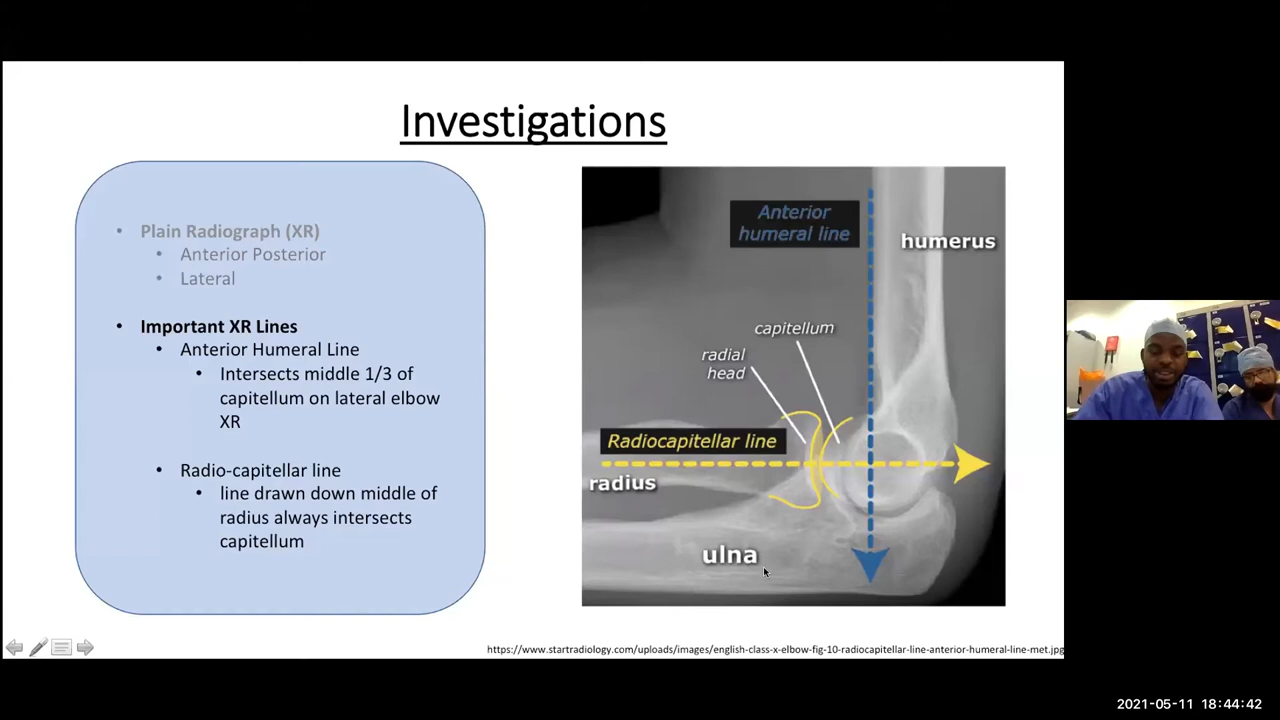 Investigations
• Plain Radiograph (XR)
• Anterior Posterior
• Lateral
• Important XR Lines
• Anterior Humeral Line
• Intersects middle 1/3 of
capitellum on lateral elbow
XR
• Radio-capitellar line
• line drawn down middle of
radius always intersects
capitellum
Anterior
humeral line
humerus
capitellum
radial
head
Radiocapitellar line
radius
ulna
https://www.startradiology.com/uploads/images/english-class-x-elbow-fig-10-radiocapitellar-line-anterior-humeral-line-met.jpg
2021-05-11 18:44:42